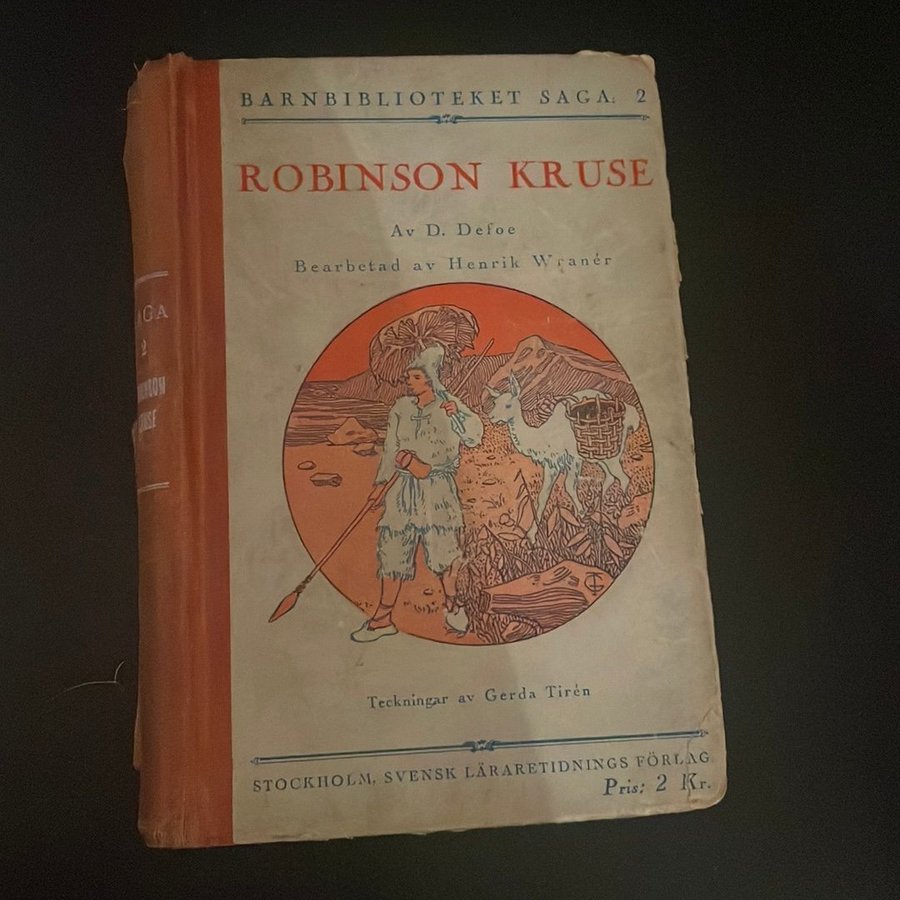 BARNBIBLIOTEKET SAGA. 2
ROBINSON KRUSE
Av D. Defoe
Bearbetad av Henrik Wranér
Teckningar av Gerda Tirén
STOCKHOLM, SVENSK LÄRARETIDNINGS FÖRLAG
Pris: 2 Kr.
AGA
2